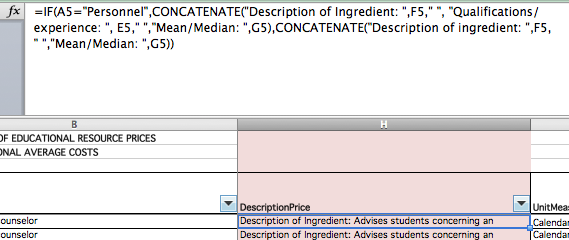 fx =IF(A5="Personnel",CONCATENATE("Description of Ingredient: ",F5," ", "Qualifications/
experience: ", E5," ","Mean/Median: ",G5),CONCATENATE("Description of ingredient: ",F5,
" ","Mean/Median: ",G5))
B H
OF EDUCATIONAL RESOURCE PRICES
ONAL AVERAGE COSTS
DescriptionPrice UnitMeas
ounselor Description of Ingredient: Advises students concerning an Calendar
ounselor Description of Ingredient: Advises students concerning an Calendar